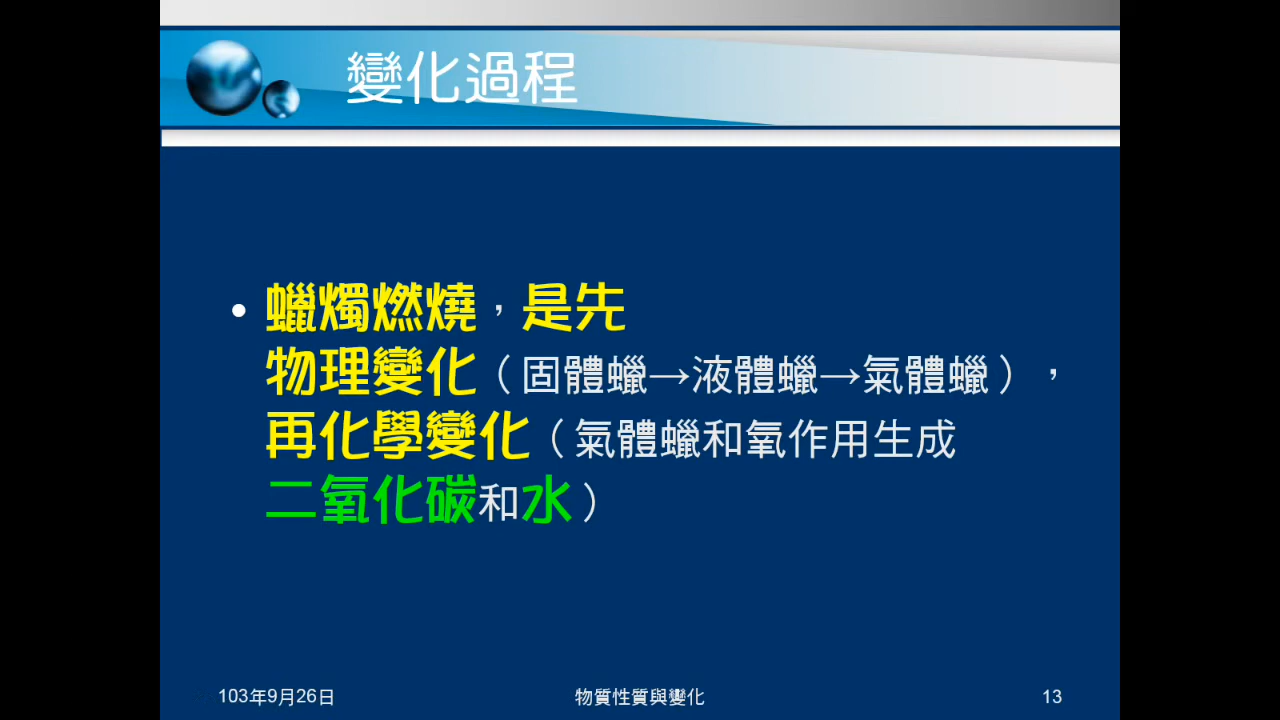 變化過程
• 蠟燭燃燒，是先
物理變化（固體蠟→液體蠟→氣體蠟），
再化學變化（氣體蠟和氧作用生成
二氧化碳和水）
103年9月26日
物質性質與變化
13